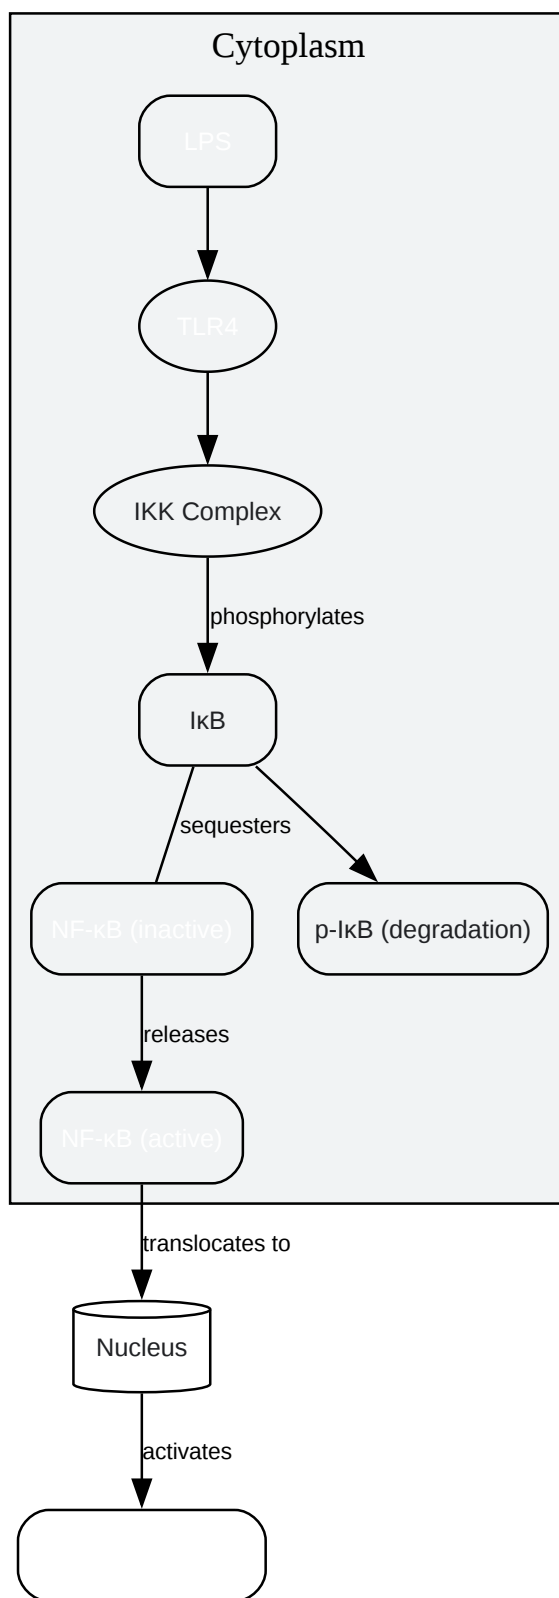 Cytoplasm
LPS
TLR4
IKK Complex
phosphorylates
IκB
sequesters
NF-κB (inactive)
p-IκB (degradation)
releases
NF-κB (active)
translocates to
Nucleus
activates